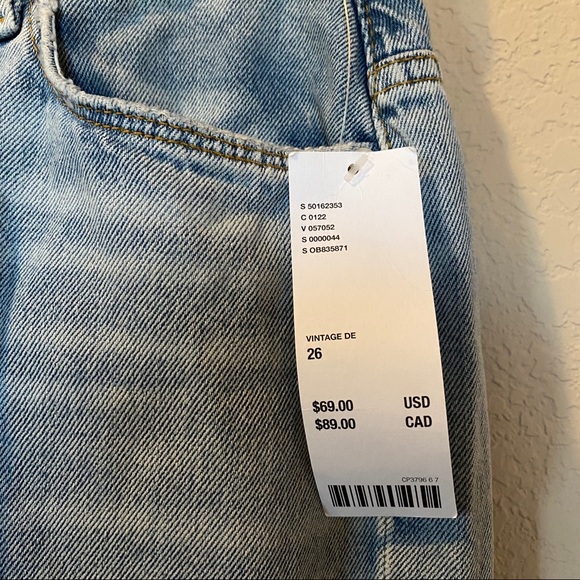 S 50162353
C 0122
V 057052
S 0000044
S OB835871
VINTAGE DE
26
$69.00 USD
$89.00 CAD
CP3796 6 7